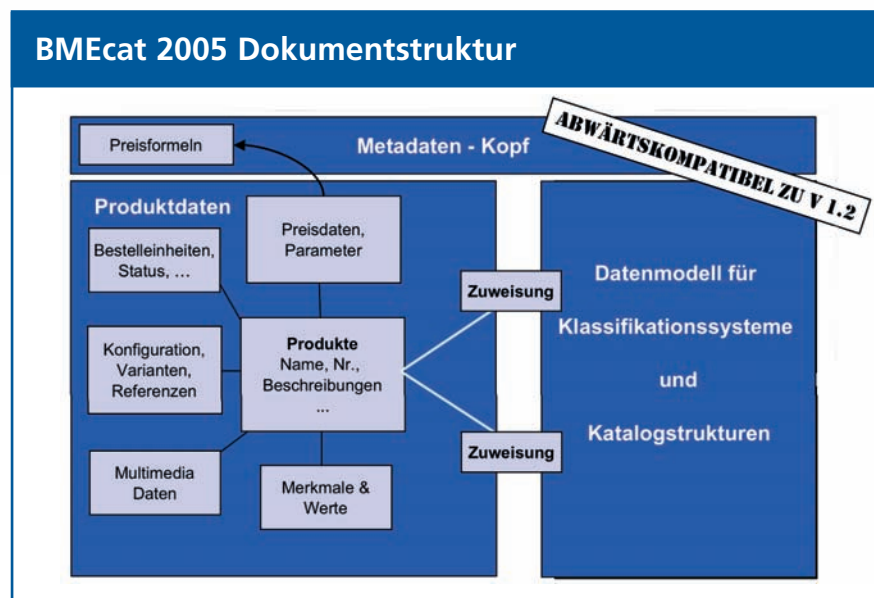 BMEcat 2005 Dokumentstruktur
ABWÄRTSKOMPATIBEL ZU V 1.2
Preisformeln
Metadaten - Kopf
Produktdaten
Preisdaten,
Parameter
Bestelleinheiten,
Status, ...
Zuweisung
Datenmodell für
Klassifikationssysteme
und
Katalogstrukturen
Konfiguration,
Varianten,
Referenzen
Produkte
Name, Nr.,
Beschreibungen
...
Zuweisung
Multimedia
Daten
Merkmale &
Werte